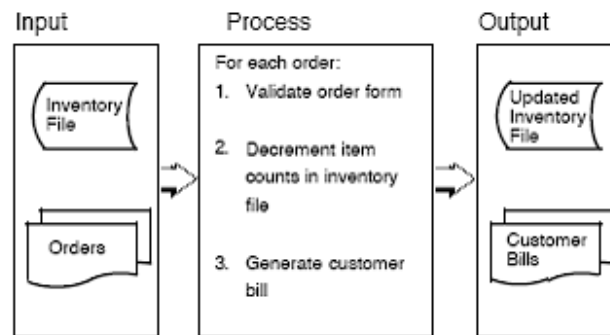 Input
Process
Output
Inventory
File
Orders
For each order:
1. Validate order form
2. Decrement item
counts in inventory
file
3. Generate customer
bill
Updated
Inventory
File
Customer
Bills